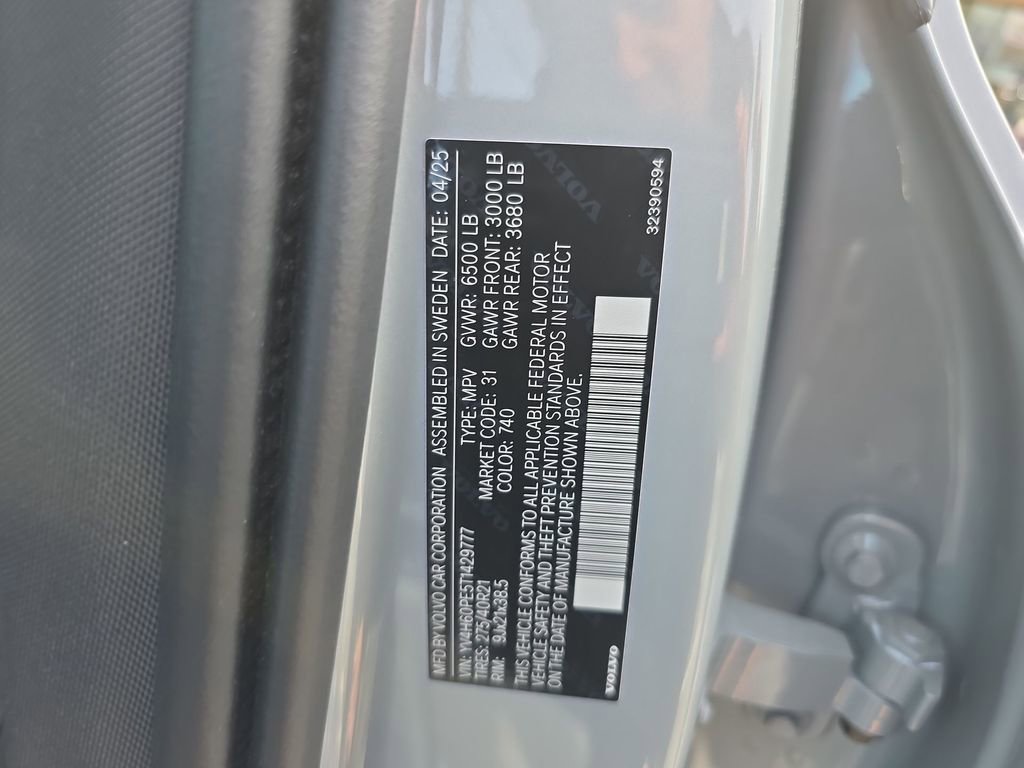 MFD BY VOLVO CAR CORPORATION ASSEMBLED IN SWEDEN DATE: 04/25
VIN: YV4H60PE5T1429777 TYPE: MPV GVWR: 6500 LB
TIRES: 275/40R21 MARKET CODE: 31 GAWR FRONT: 3000 LB
RIM: 9Jx21x38.5 COLOR: 740 GAWR REAR: 3680 LB
THIS VEHICLE CONFORMS TO ALL APPLICABLE FEDERAL MOTOR
VEHICLE SAFETY AND THEFT PREVENTION STANDARDS IN EFFECT
ON THE DATE OF MANUFACTURE SHOWN ABOVE.
VOLVO 32390594